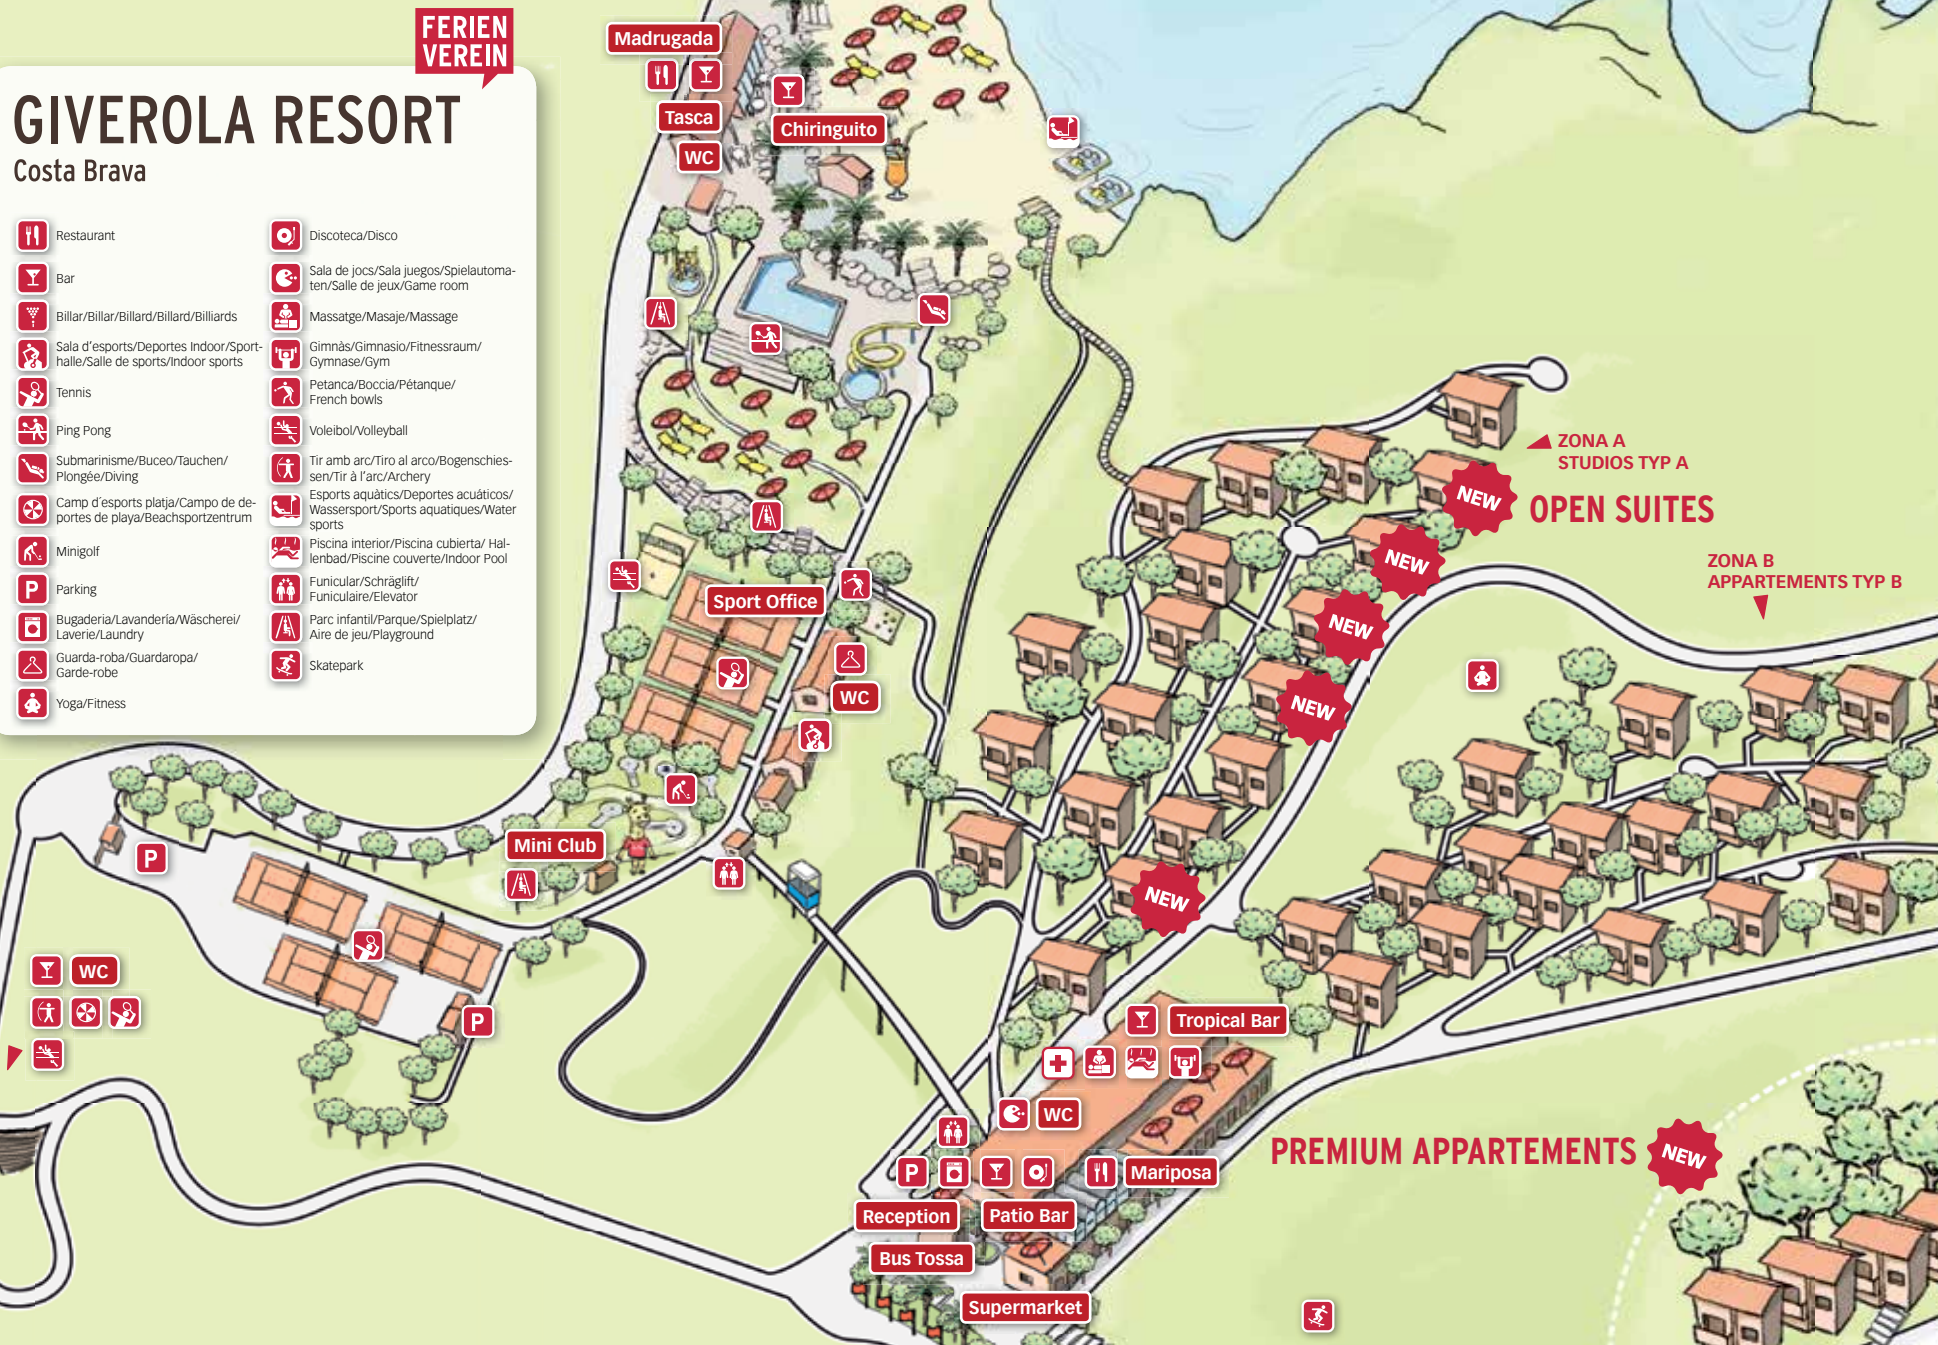 FERIEN
VEREIN
GIVEROLA RESORT
Costa Brava
Restaurant
Bar
Billar/Billar/Billard/Billard/Billiards
Sala d'esports/Deportes Indoor/Sport-
halle/Salle de sports/Indoor sports
Tennis
Ping Pong
Submarinisme/Buceo/Tauchen/
Plongée/Diving
Camp d´esports platja/Campo de de-
portes de playa/Beachsportzentrum
Minigolf
P
Parking
Bugaderia/Lavandería/Wäscherei/
Laverie/Laundry
Guarda-roba/Guardaropa/
Garde-robe
Yoga/Fitness
Discoteca/Disco
Sala de jocs/Sala juegos/Spielautoma-
ten/Salle de jeux/Game room
Massatge/Masaje/Massage
Gimnàs/Gimnasio/Fitnessraum/
Gymnase/Gym
Petanca/Boccia/Pétanque/
French bowls
Voleibol/Volleyball
Tir amb arc/Tiro al arco/Bogenschies-
sen/Tir à l'arc/Archery
Esports aquàtics/Deportes acuáticos/
Wassersport/Sports aquatiques/Water
sports
Piscina interior/Piscina cubierta/ Hal-
lenbad/Piscine couverte/Indoor Pool
Funicular/Schräglift/
Funiculaire/Elevator
Parc infantil/Parque/Spielplatz/
Aire de jeu/Playground
Skatepark
Madrugada
Tasca
WC
Chiringuito
ZONA A
STUDIOS TYP A
NEW
OPEN SUITES
NEW
NEW
NEW
NEW
ZONA B
APPARTEMENTS TYP B
Sport Office
WC
Mini Club
P
P
WC
Tropical Bar
WC
P
Mariposa
Reception
Patio Bar
Bus Tossa
Supermarket
PREMIUM APPARTEMENTS
NEW